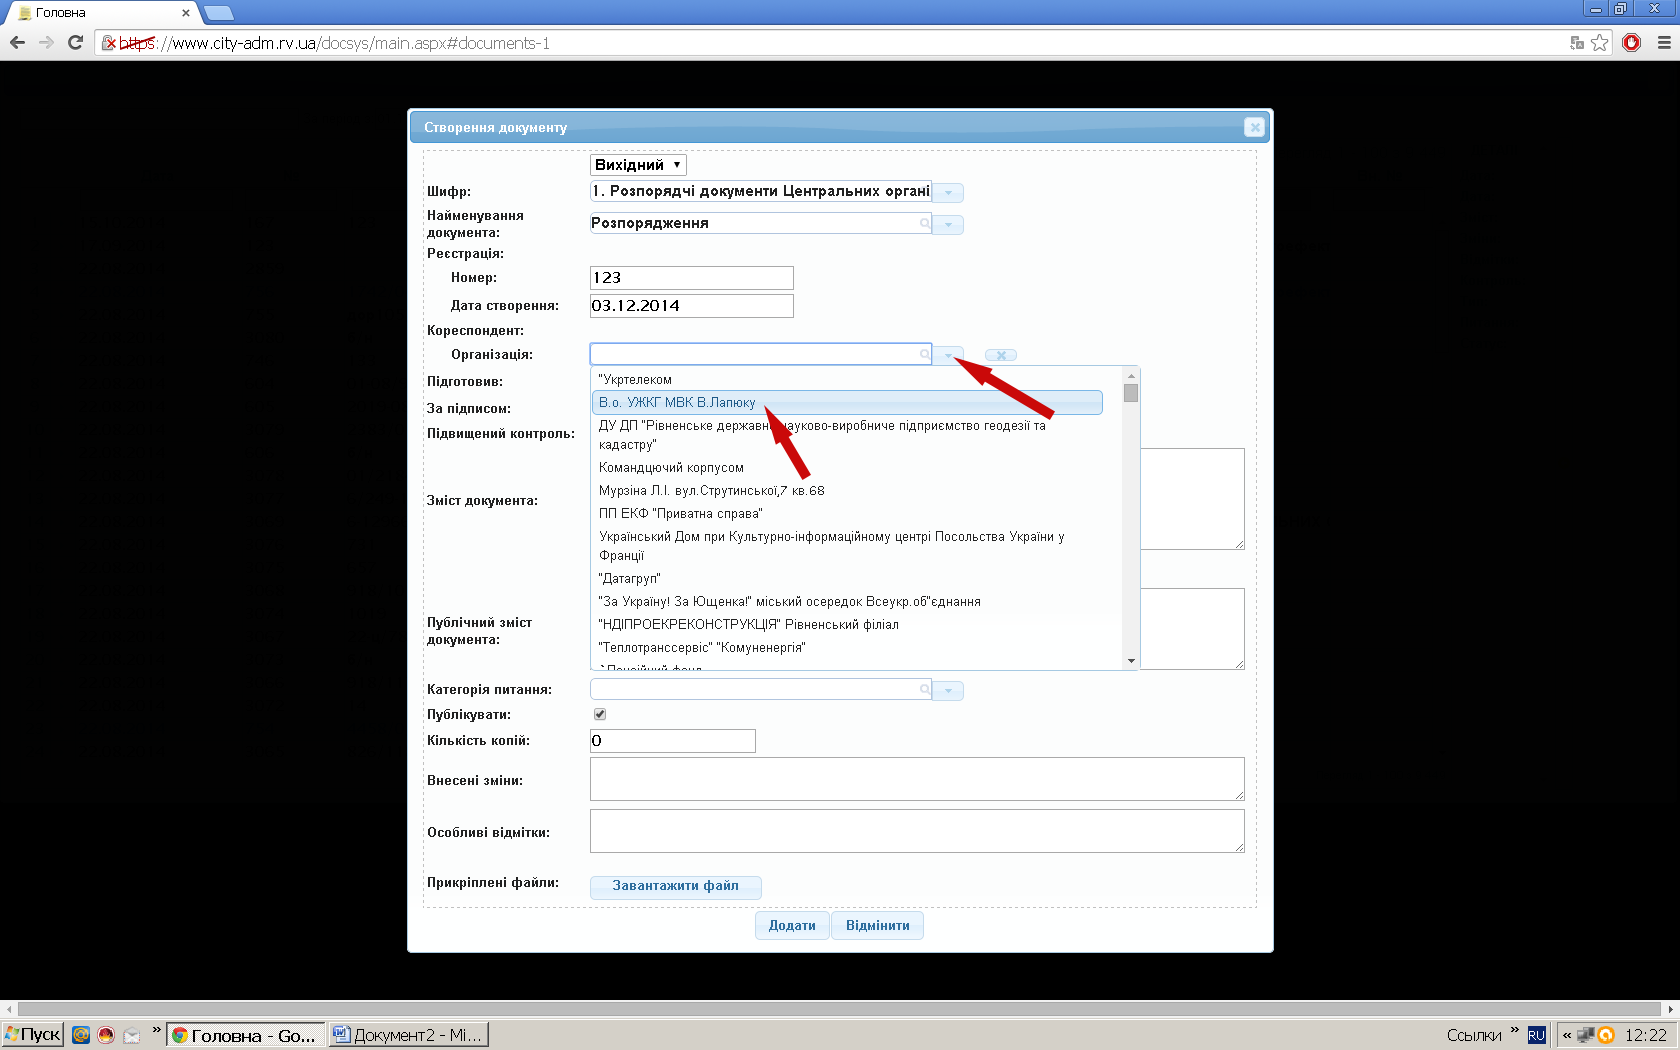 Головна
https://www.city-adm.rv.ua/docsys/main.aspx#documents-1
Створення документу
Вихідний
Шифр:
1. Розпорядчі документи Центральних органі
Найменування
документа:
Розпорядження
Реєстрація:
Номер:
123
Дата створення:
03.12.2014
Кореспондент:
Організація:
Підготовив:
За підписом:
Підвищений контроль:
Зміст документа:
Публічний зміст
документа:
"Укртелеком
В.о. УЖКГ МВК В.Лапюку
ДУ ДП "Рівненське державне науково-виробниче підприємство геодезії та
кадастру"
Командцючий корпусом
Мурзіна Л.І. вул.Струтинської,7 кв.68
ПП ЕКФ "Приватна справа"
Український Дом при Культурно-інформаційному центрі Посольства України у
Франції
"Датагруп"
"За Україну! За Ющенка!" міський осередок Всеукр.об"єднання
"НДІПРОЕКРЕКОНСТРУКЦІЯ" Рівненський філіал
"Теплотранссервіс" "Комуненергія"
`Пенсійний фонд
Категорія питання:
Публікувати:
Кількість копій:
0
Внесені зміни:
Особливі відмітки:
Прикріплені файли:
Завантажити файл
Додати
Відмінити
Пуск
»
Головна - Go...
Документ2 - Mi...
Ссылки
»
RU
«
12:22